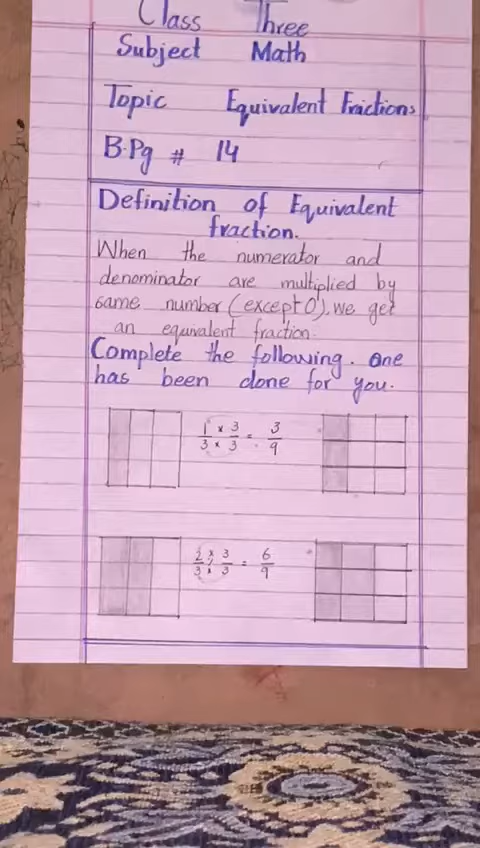 Class Three
Subject Math
Topic Equivalent Fractions
B.Pg # 14
Definition of Equivalent
fraction.
When the numerator and
denominator are multiplied by
same number (except 0), we get
an equivalent fraction.
Complete the following. One
has been done for you.
1/3 × 3/3 = 3/9
2/3 × 3/3 = 6/9